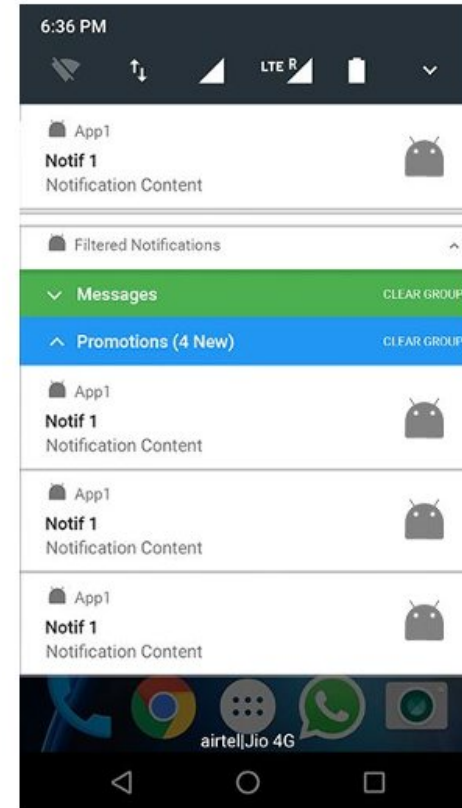 6:36 PM
LTE R
App1
Notif 1
Notification Content
Filtered Notifications
Messages CLEAR GROUP
Promotions (4 New) CLEAR GROUP
App1
Notif 1
Notification Content
App1
Notif 1
Notification Content
App1
Notif 1
Notification Content
airtel|Jio 4G